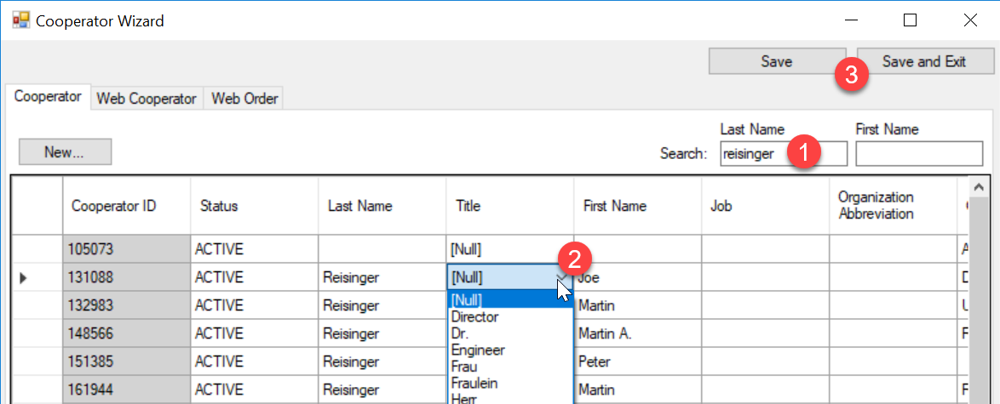 Cooperator Wizard
Save
3
Save and Exit
Cooperator
Web Cooperator
Web Order
Last Name
First Name
New...
Search:
reisinger
1
Cooperator ID
Status
Last Name
Title
First Name
Job
Organization
Abbreviation
105073 ACTIVE [Null] A
2
131088 ACTIVE Reisinger [Null] Joe
[Null]
132983 ACTIVE Reisinger Martin
Director
148566 ACTIVE Reisinger Dr. Martin A.
Engineer
151385 ACTIVE Reisinger Peter
Frau
Fraulein
161944 ACTIVE Reisinger Martin
Herr